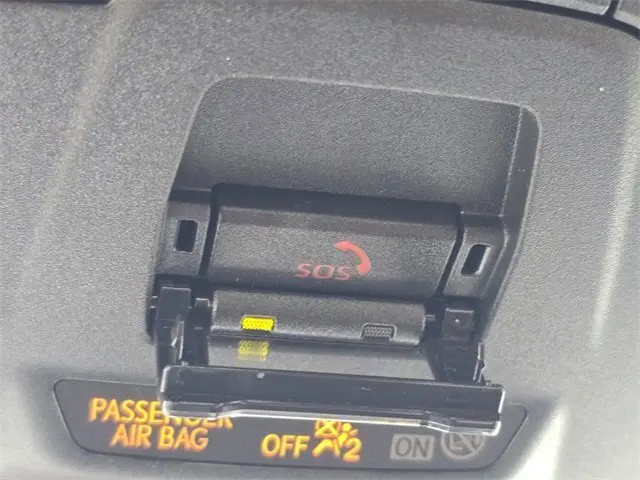 SOS
PASSENGER
AIR BAG
OFF 2 ON